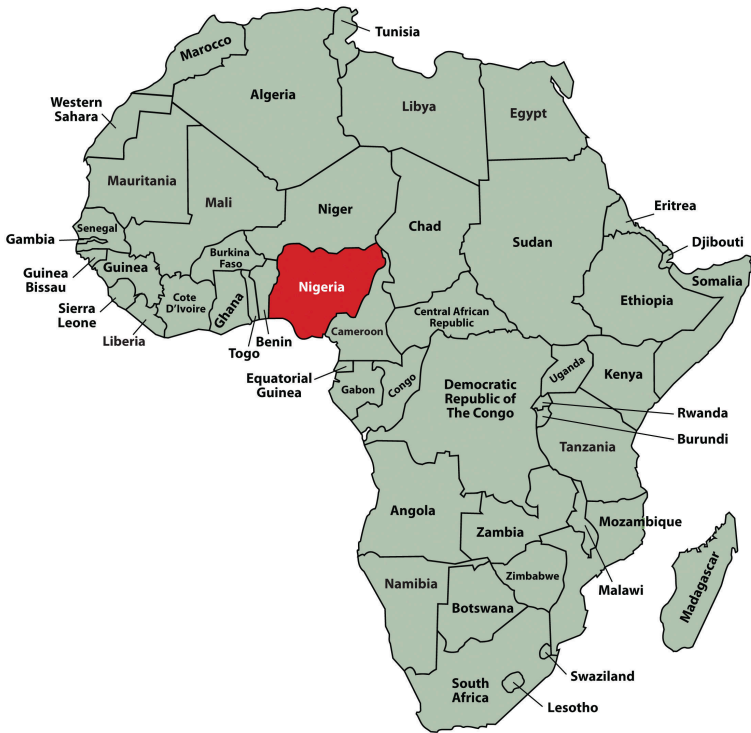 Tunisia
Marocco
Algeria
Libya
Egypt
Western
Sahara
Mauritania
Mali
Niger
Chad
Sudan
Eritrea
Djibouti
Senegal
Gambia
Guinea
Bissau
Guinea
Burkina
Faso
Nigeria
Ethiopia
Somalia
Sierra
Leone
Cote
D'Ivoire
Ghana
Liberia
Togo
Benin
Cameroon
Central African
Republic
Equatorial
Guinea
Gabon
Congo
Democratic
Republic of
The Congo
Uganda
Kenya
Rwanda
Burundi
Tanzania
Angola
Zambia
Mozambique
Malawi
Madagascar
Namibia
Zimbabwe
Botswana
South
Africa
Swaziland
Lesotho